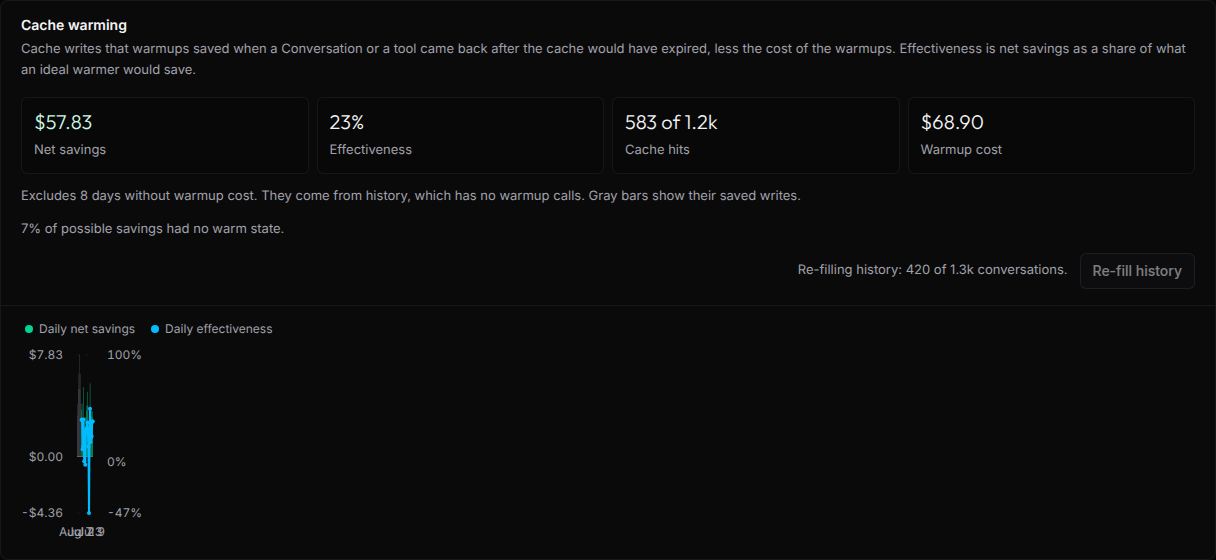 Cache warming
Cache writes that warmups saved when a Conversation or a tool came back after the cache would have expired, less the cost of the warmups. Effectiveness is net savings as a share of what
an ideal warmer would save.
$57.83
Net savings
23%
Effectiveness
583 of 1.2k
Cache hits
$68.90
Warmup cost
Excludes 8 days without warmup cost. They come from history, which has no warmup calls. Gray bars show their saved writes.
7% of possible savings had no warm state.
Re-filling history: 420 of 1.3k conversations.
Re-fill history
Daily net savings
Daily effectiveness
$7.83
100%
$0.00
0%
-$4.36
-47%